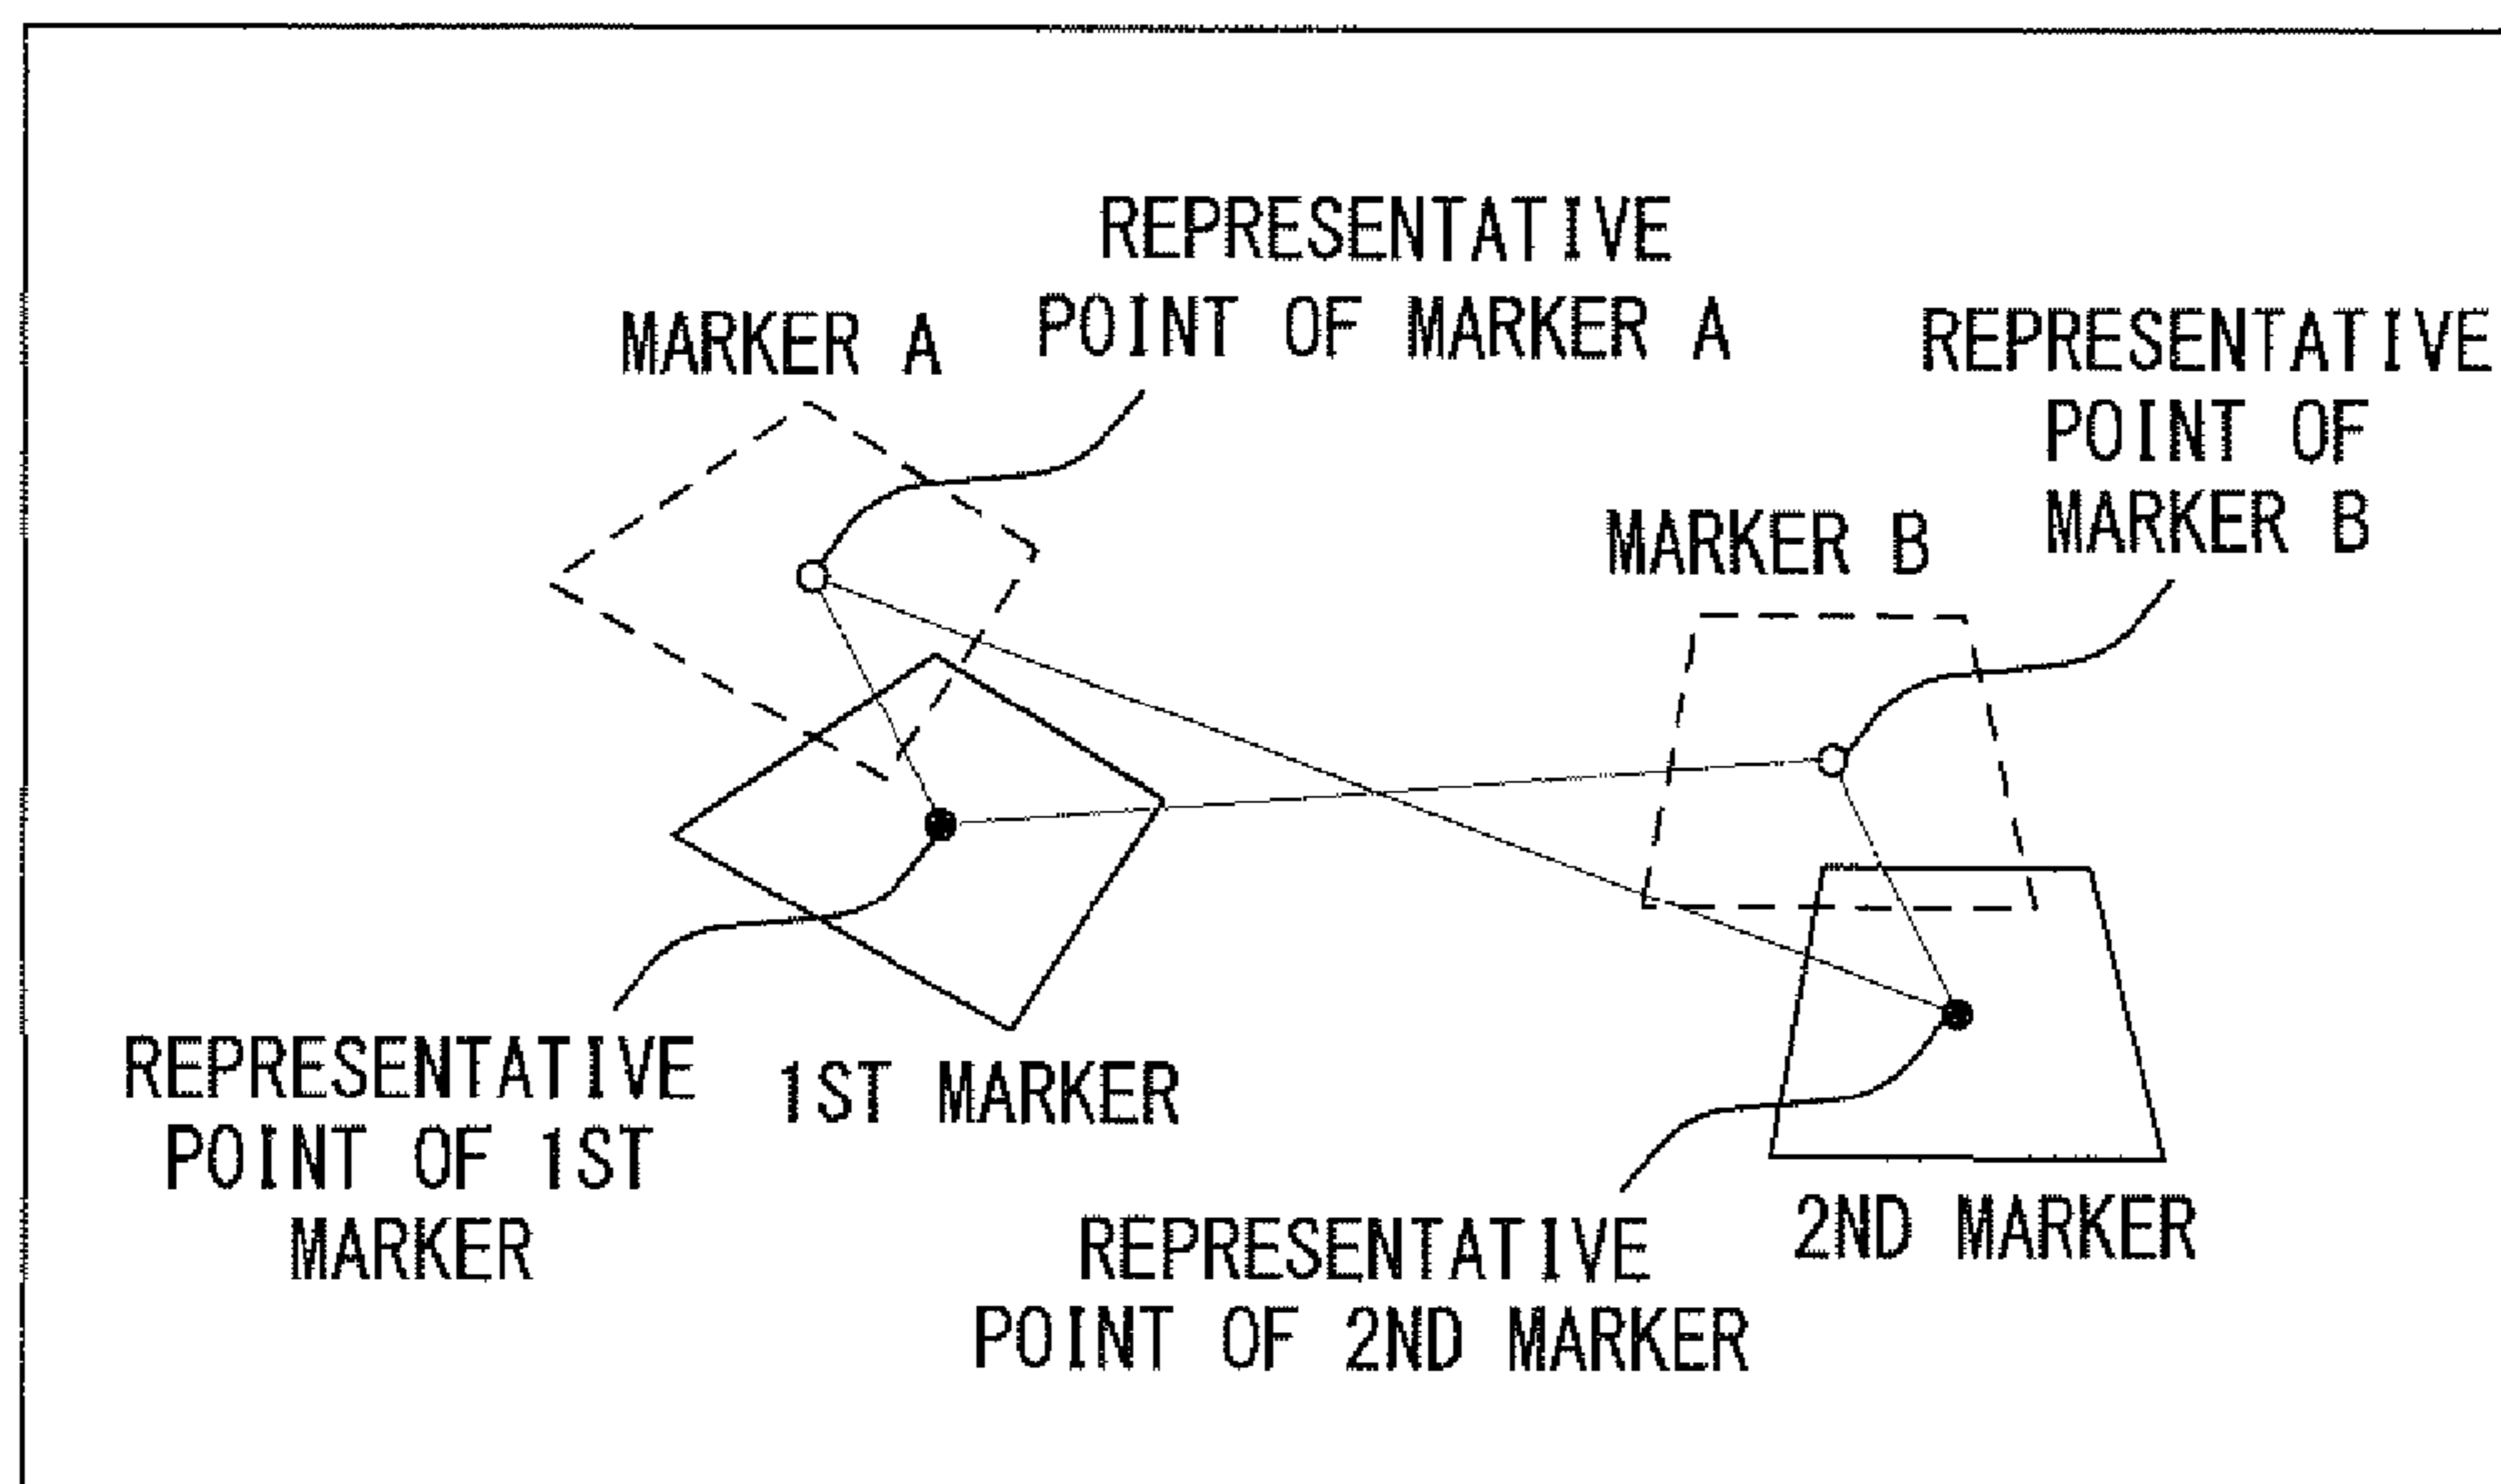 REPRESENTATIVE
POINT OF MARKER A
MARKER A
REPRESENTATIVE
POINT OF
MARKER B
MARKER B
REPRESENTATIVE
POINT OF 1ST
MARKER
1ST MARKER
REPRESENTATIVE
POINT OF 2ND MARKER
2ND MARKER